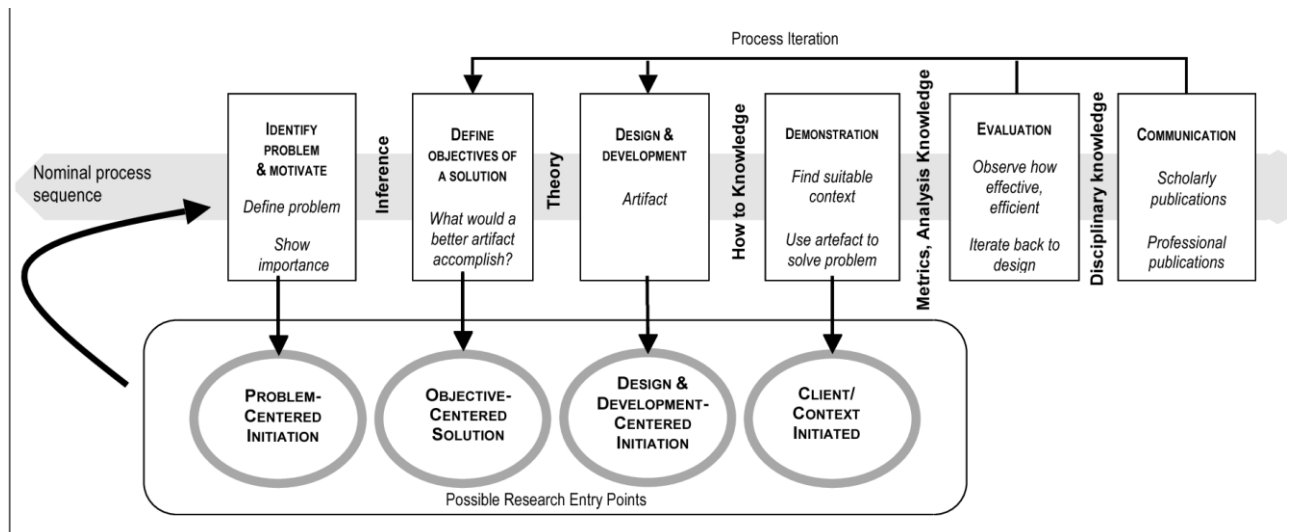 Process Iteration
Nominal process
sequence
IDENTIFY
PROBLEM
& MOTIVATE
Define problem
Show
importance
Inference
DEFINE
OBJECTIVES OF
A SOLUTION
What would a
better artifact
accomplish?
Theory
DESIGN &
DEVELOPMENT
Artifact
How to Knowledge
DEMONSTRATION
Find suitable
context
Use artefact to
solve problem
Metrics, Analysis Knowledge
EVALUATION
Observe how
effective,
efficient
Iterate back to
design
Disciplinary knowledge
COMMUNICATION
Scholarly
publications
Professional
publications
PROBLEM-
CENTERED
INITIATION
OBJECTIVE-
CENTERED
SOLUTION
DESIGN &
DEVELOPMENT-
CENTERED
INITIATION
CLIENT/
CONTEXT
INITIATED
Possible Research Entry Points